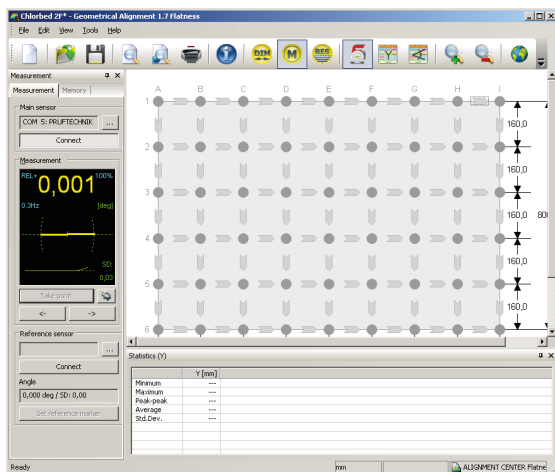 Chlorbed 2F* - Geometrical Alignment 1.7 Flatness
File Edit View Tools Help
DIM M RES 5 Y
Measurement
Measurement Memory
Main sensor
COM 5: PRUFTECHNIK ...
Connect
Measurement
REL+ 0,001 100%
0.3Hz [deg]
SD:
0,03
Take point
<- ->
Reference sensor
...
Connect
Angle
0,000 deg / SD: 0,00
Set reference marker
A B C D E F G H I
1
160,0
2
160,0
3
160,0 80
4
160,0
5
160,0
6
Statistics (Y)
Y [mm]
Minimum ---
Maximum ---
Peak-peak ---
Average ---
Std.Dev. ---
Ready mm ALIGNMENT CENTER Flatne